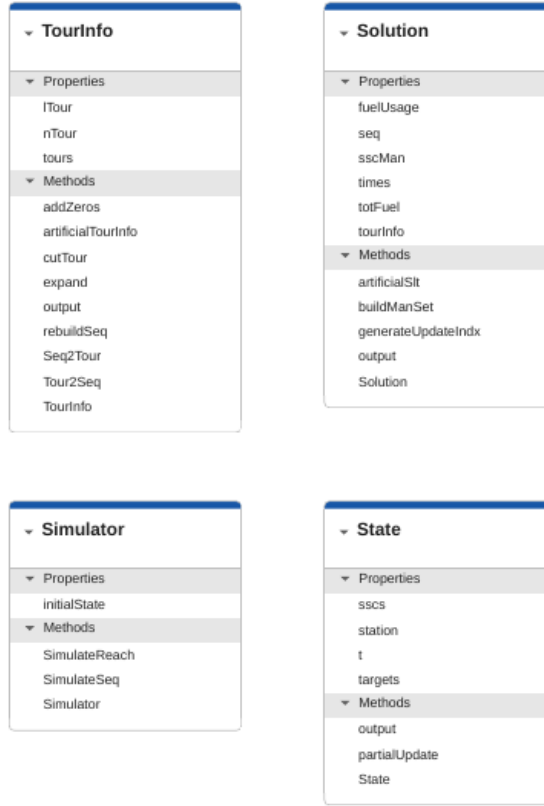 TourInfo
Properties
lTour
nTour
tours
Methods
addZeros
artificialTourInfo
cutTour
expand
output
rebuildSeq
Seq2Tour
Tour2Seq
TourInfo
Solution
Properties
fuelUsage
seq
sscMan
times
totFuel
tourInfo
Methods
artificialSlt
buildManSet
generateUpdateIndx
output
Solution
Simulator
Properties
initialState
Methods
SimulateReach
SimulateSeq
Simulator
State
Properties
sscs
station
t
targets
Methods
output
partialUpdate
State